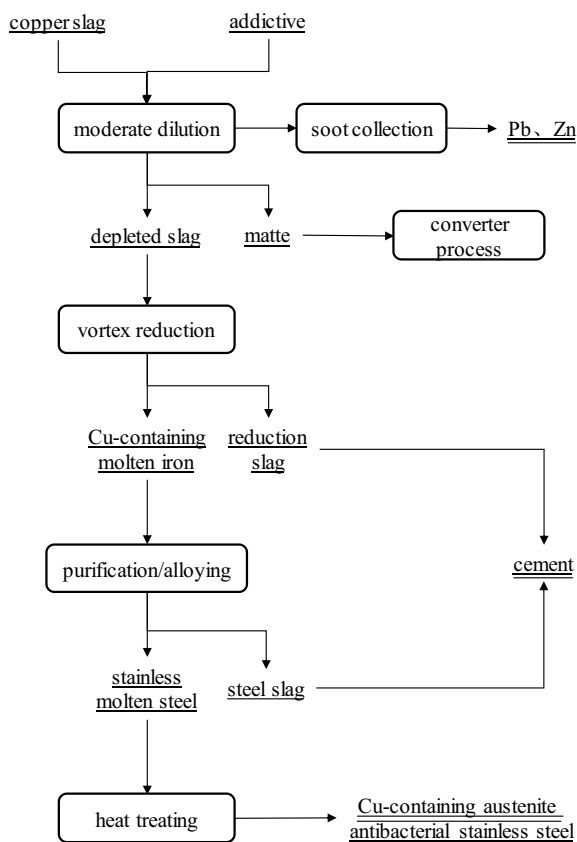 copper slag
addictive
moderate dilution
soot collection
Pb、Zn
depleted slag
matte
converter
process
vortex reduction
Cu-containing
molten iron
reduction
slag
purification/alloying
cement
stainless
molten steel
steel slag
heat treating
Cu-containing austenite
antibacterial stainless steel